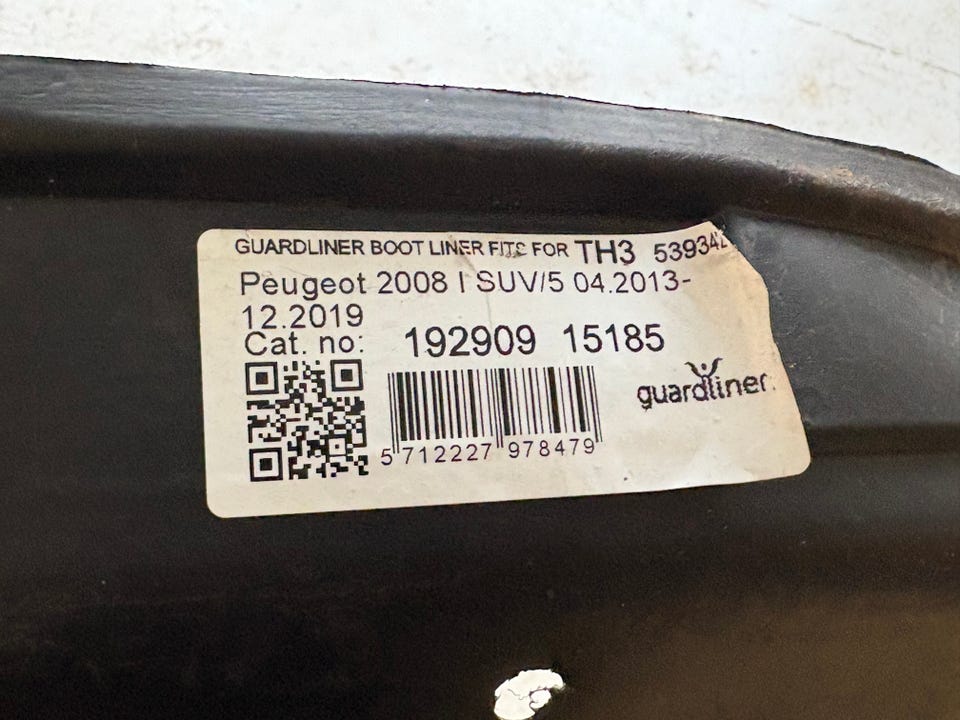 GUARDLINER BOOT LINER FITS FOR TH3 539342
Peugeot 2008 I SUV/5 04.2013-
12.2019
Cat. no: 192909 15185
guardliner
5 712227 978479